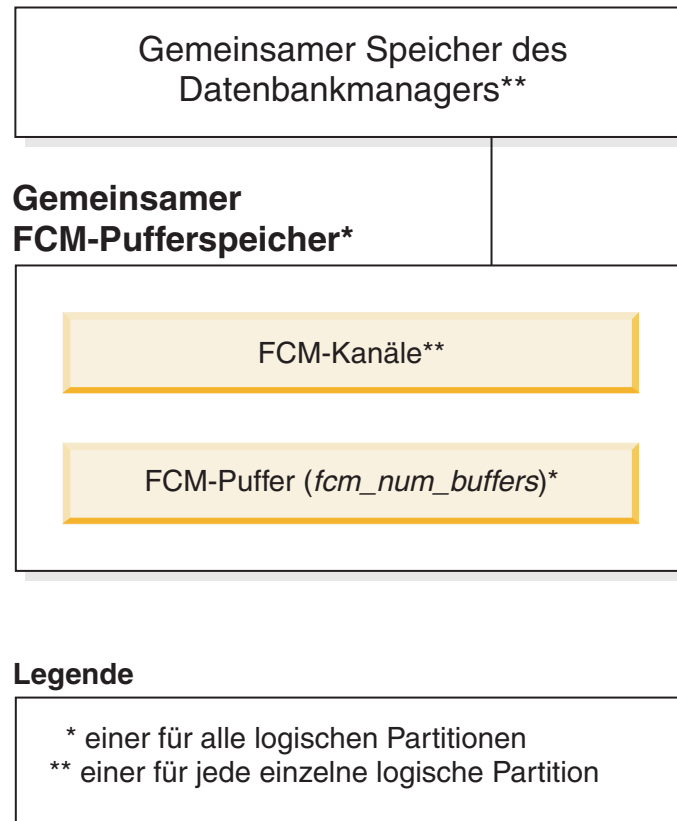 Gemeinsamer Speicher des
Datenbankmanagers**
Gemeinsamer
FCM-Pufferspeicher*
FCM-Kanäle**
FCM-Puffer (fcm_num_buffers)*
Legende
* einer für alle logischen Partitionen
** einer für jede einzelne logische Partition